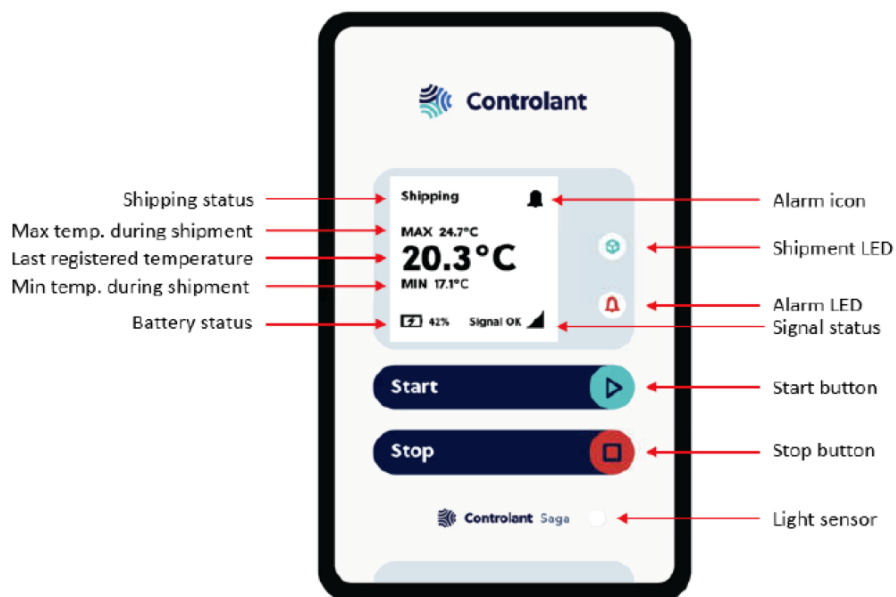 Controlant
Shipping status
Shipping
Alarm icon
Max temp. during shipment
MAX 24.7°C
Last registered temperature
20.3°C
Shipment LED
Min temp. during shipment
MIN 17.1°C
Alarm LED
Battery status
42%
Signal OK
Signal status
Start
Start button
Stop
Stop button
Controlant Saga
Light sensor